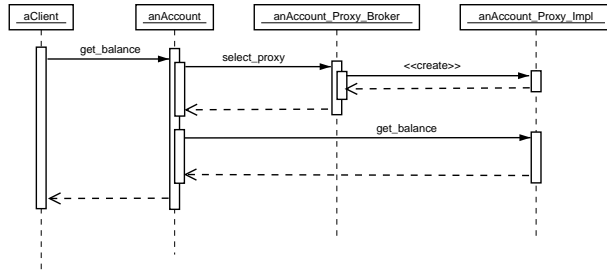 aClient anAccount anAccount_Proxy_Broker anAccount_Proxy_Impl
get_balance
select_proxy
<<create>>
get_balance